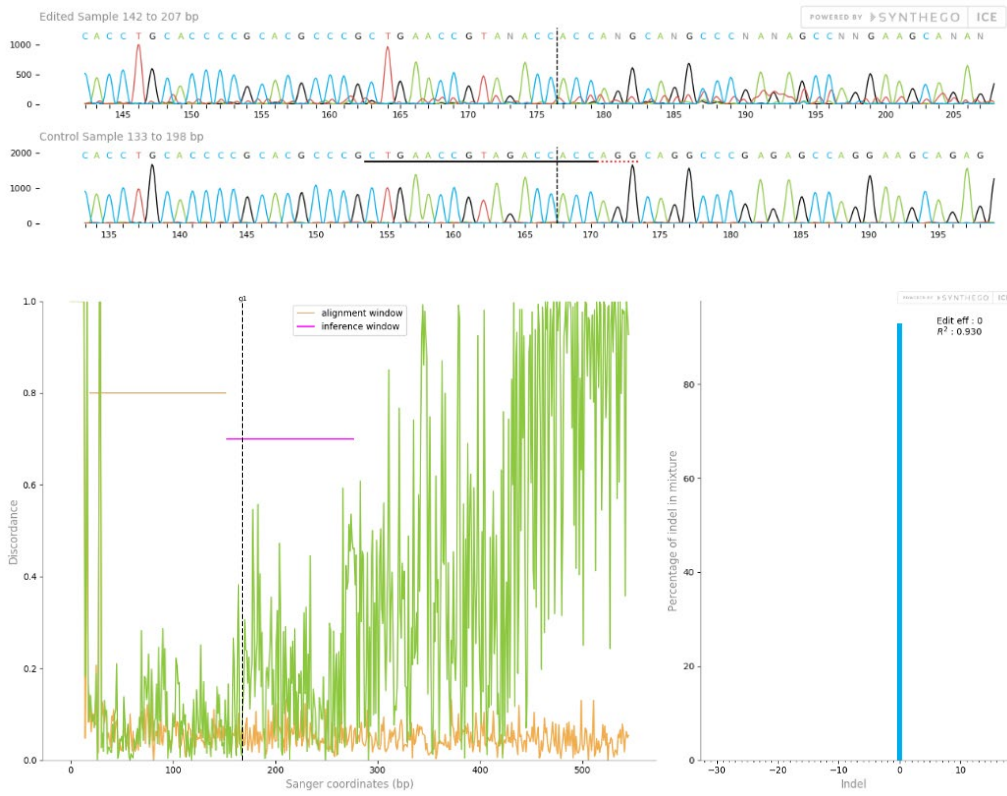 Edited Sample 142 to 207 bp
POWERED BY SYNTHEGO ICE
C A C C T G C A C C C C G C A C G C C C G C T G A A C C G T A N A C C A C C A N G C A N G C C C N A N A G C C N N G A A G C A N A N
1000
500
0
145 150 155 160 165 170 175 180 185 190 195 200 205
Control Sample 133 to 198 bp
C A C C T G C A C C C C G C A C G C C C G C T G A A C C G T A G A C C A C C A G G C A G G C C C G A G A G C C A G G A A G C A G A G
2000
1000
0
135 140 145 150 155 160 165 170 175 180 185 190 195
POWERED BY SYNTHEGO ICE
g1
1.0
0.8
0.6
0.4
0.2
0.0
Discordance
alignment window
inference window
0 100 200 300 400 500
Sanger coordinates (bp)
Edit eff : 0
R² : 0.930
80
60
40
20
0
Percentage of indel in mixture
−30 −20 −10 0 10
Indel